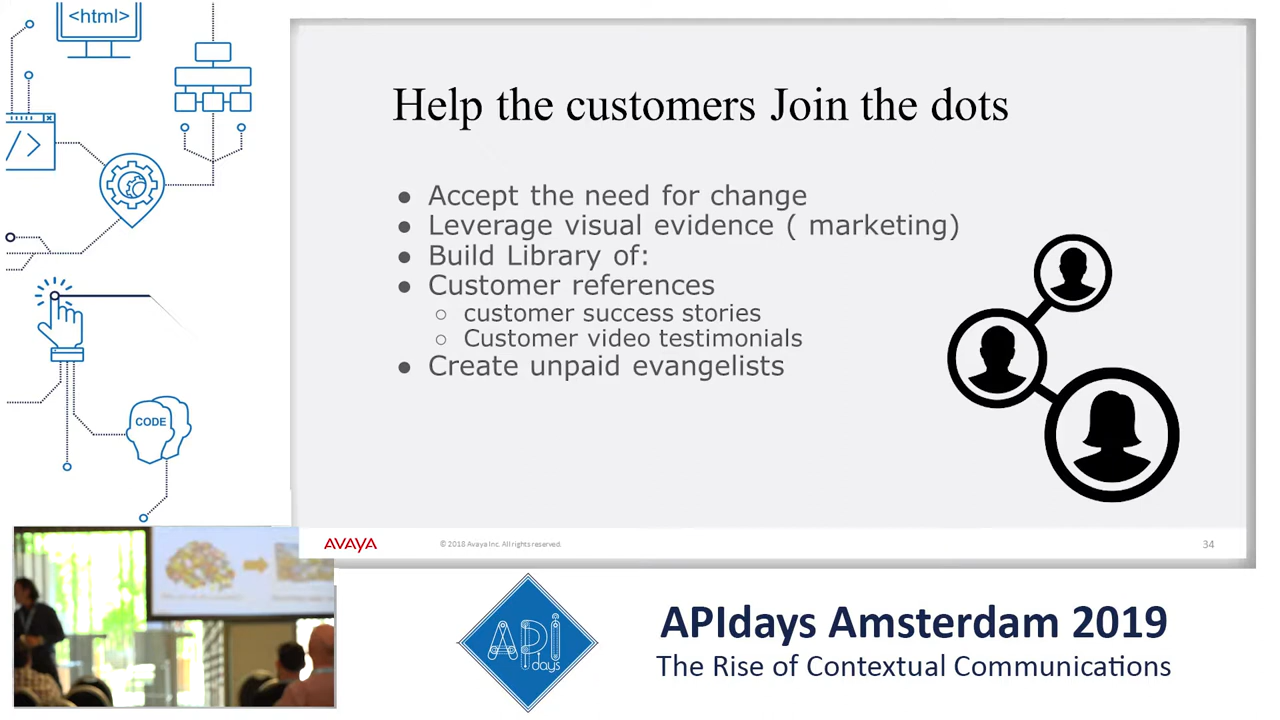 <html>
Help the customers Join the dots
</>
● Accept the need for change
● Leverage visual evidence ( marketing)
● Build Library of:
● Customer references
○ customer success stories
○ Customer video testimonials
● Create unpaid evangelists
CODE
AVAYA
© 2018 Avaya Inc. All rights reserved.
34
API
days
APIdays Amsterdam 2019
The Rise of Contextual Communications